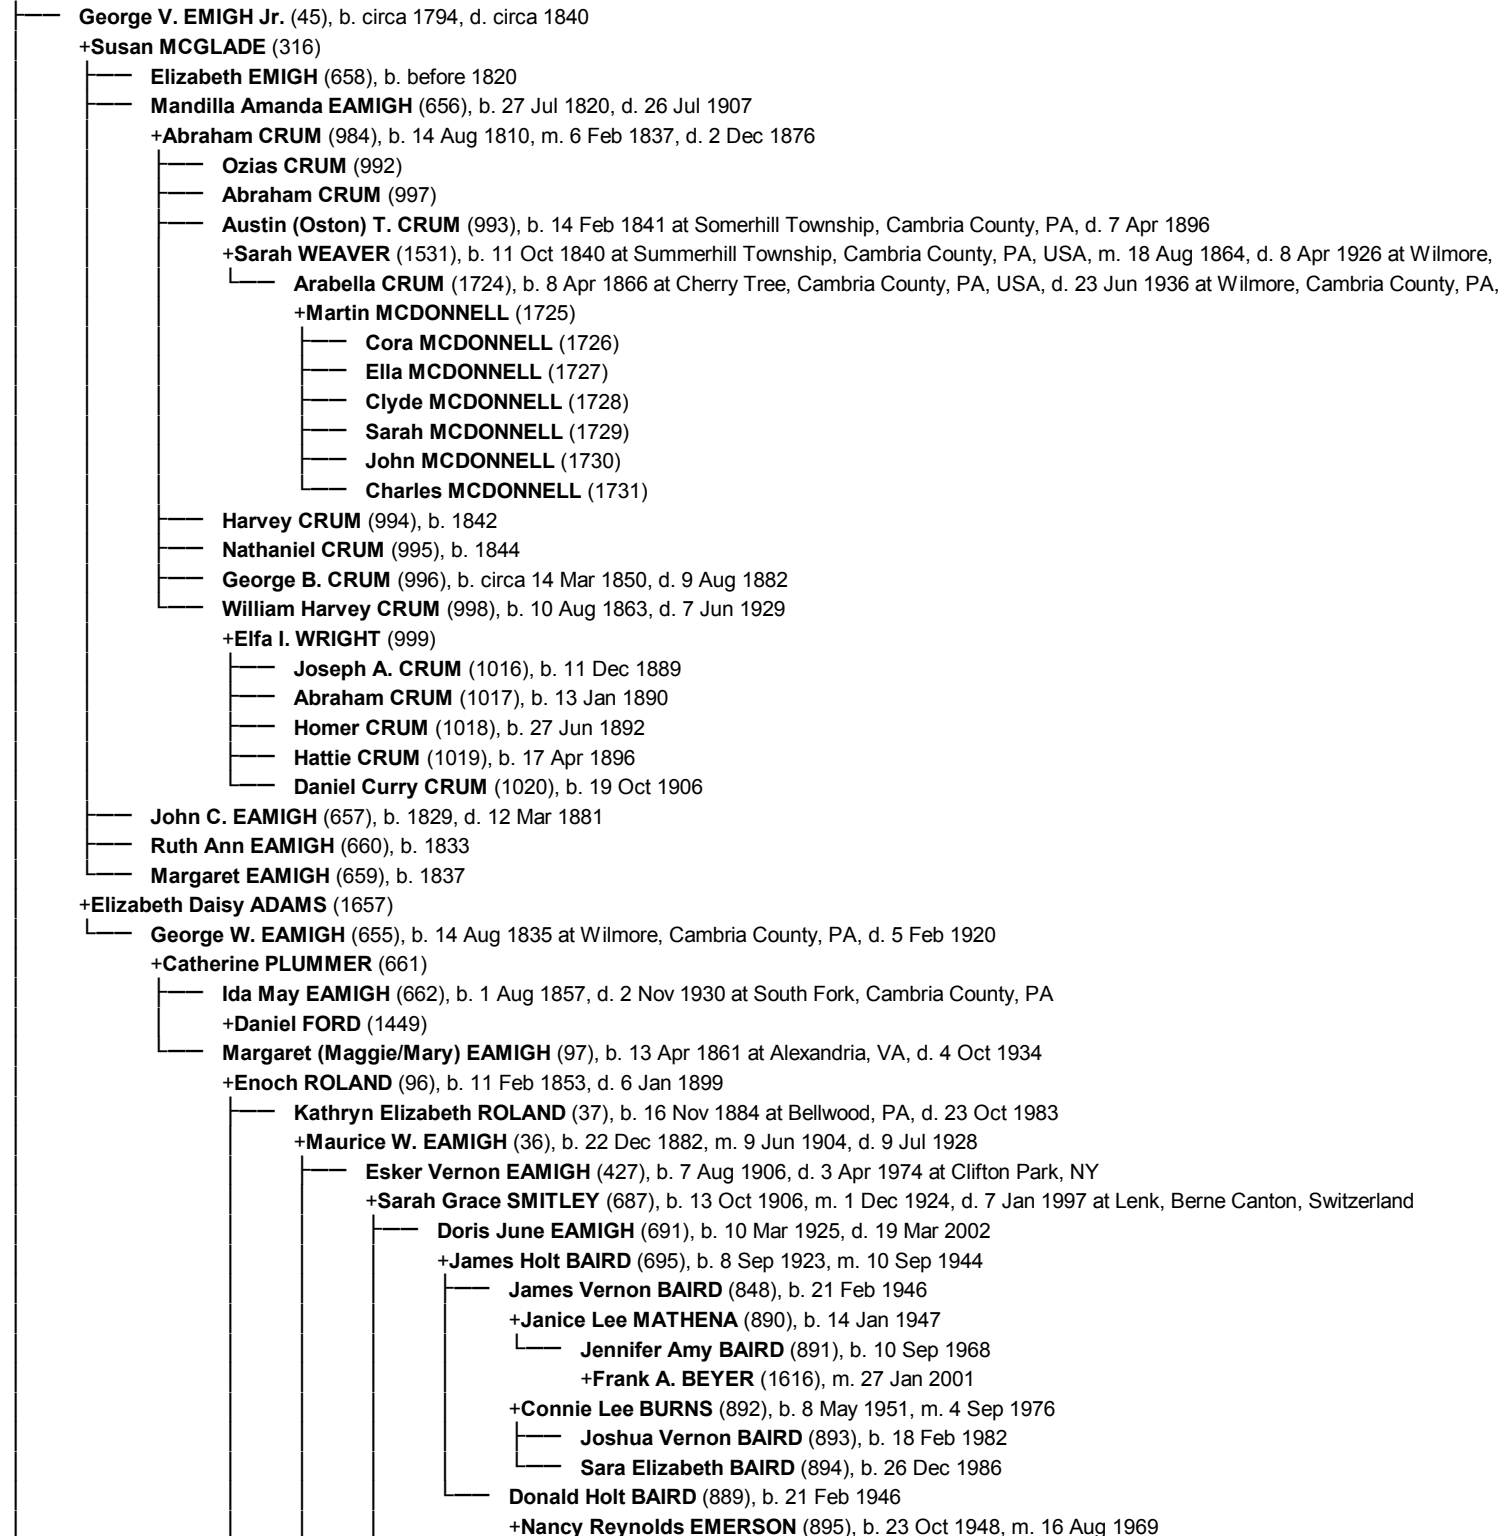 George V. EMIGH Jr. (45), b. circa 1794, d. circa 1840
+Susan MCGLADE (316)
Elizabeth EMIGH (658), b. before 1820
Mandilla Amanda EAMIGH (656), b. 27 Jul 1820, d. 26 Jul 1907
+Abraham CRUM (984), b. 14 Aug 1810, m. 6 Feb 1837, d. 2 Dec 1876
Ozias CRUM (992)
Abraham CRUM (997)
Austin (Oston) T. CRUM (993), b. 14 Feb 1841 at Somerhill Township, Cambria County, PA, d. 7 Apr 1896
+Sarah WEAVER (1531), b. 11 Oct 1840 at Summerhill Township, Cambria County, PA, USA, m. 18 Aug 1864, d. 8 Apr 1926 at Wilmore,
Arabella CRUM (1724), b. 8 Apr 1866 at Cherry Tree, Cambria County, PA, USA, d. 23 Jun 1936 at Wilmore, Cambria County, PA,
+Martin MCDONNELL (1725)
Cora MCDONNELL (1726)
Ella MCDONNELL (1727)
Clyde MCDONNELL (1728)
Sarah MCDONNELL (1729)
John MCDONNELL (1730)
Charles MCDONNELL (1731)
Harvey CRUM (994), b. 1842
Nathaniel CRUM (995), b. 1844
George B. CRUM (996), b. circa 14 Mar 1850, d. 9 Aug 1882
William Harvey CRUM (998), b. 10 Aug 1863, d. 7 Jun 1929
+Elfa I. WRIGHT (999)
Joseph A. CRUM (1016), b. 11 Dec 1889
Abraham CRUM (1017), b. 13 Jan 1890
Homer CRUM (1018), b. 27 Jun 1892
Hattie CRUM (1019), b. 17 Apr 1896
Daniel Curry CRUM (1020), b. 19 Oct 1906
John C. EAMIGH (657), b. 1829, d. 12 Mar 1881
Ruth Ann EAMIGH (660), b. 1833
Margaret EAMIGH (659), b. 1837
+Elizabeth Daisy ADAMS (1657)
George W. EAMIGH (655), b. 14 Aug 1835 at Wilmore, Cambria County, PA, d. 5 Feb 1920
+Catherine PLUMMER (661)
Ida May EAMIGH (662), b. 1 Aug 1857, d. 2 Nov 1930 at South Fork, Cambria County, PA
+Daniel FORD (1449)
Margaret (Maggie/Mary) EAMIGH (97), b. 13 Apr 1861 at Alexandria, VA, d. 4 Oct 1934
+Enoch ROLAND (96), b. 11 Feb 1853, d. 6 Jan 1899
Kathryn Elizabeth ROLAND (37), b. 16 Nov 1884 at Bellwood, PA, d. 23 Oct 1983
+Maurice W. EAMIGH (36), b. 22 Dec 1882, m. 9 Jun 1904, d. 9 Jul 1928
Esker Vernon EAMIGH (427), b. 7 Aug 1906, d. 3 Apr 1974 at Clifton Park, NY
+Sarah Grace SMITLEY (687), b. 13 Oct 1906, m. 1 Dec 1924, d. 7 Jan 1997 at Lenk, Berne Canton, Switzerland
Doris June EAMIGH (691), b. 10 Mar 1925, d. 19 Mar 2002
+James Holt BAIRD (695), b. 8 Sep 1923, m. 10 Sep 1944
James Vernon BAIRD (848), b. 21 Feb 1946
+Janice Lee MATHENA (890), b. 14 Jan 1947
Jennifer Amy BAIRD (891), b. 10 Sep 1968
+Frank A. BEYER (1616), m. 27 Jan 2001
+Connie Lee BURNS (892), b. 8 May 1951, m. 4 Sep 1976
Joshua Vernon BAIRD (893), b. 18 Feb 1982
Sara Elizabeth BAIRD (894), b. 26 Dec 1986
Donald Holt BAIRD (889), b. 21 Feb 1946
+Nancy Reynolds EMERSON (895), b. 23 Oct 1948, m. 16 Aug 1969